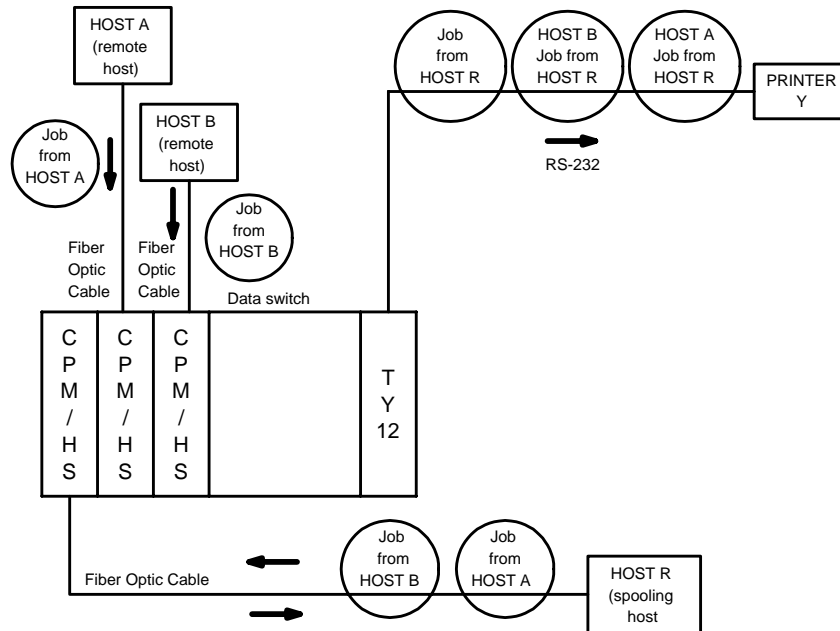 HOST A
(remote
host)
Job
from
HOST R
HOST B
Job from
HOST R
HOST A
Job from
HOST R
PRINTER
Y
RS-232
Job
from
HOST A
HOST B
(remote
host)
Job
from
HOST B
Fiber
Optic
Cable
Fiber
Optic
Cable
Data switch
C
P
M
/
H
S
C
P
M
/
H
S
C
P
M
/
H
S
T
Y
12
Fiber Optic Cable
Job
from
HOST B
Job
from
HOST A
HOST R
(spooling
host